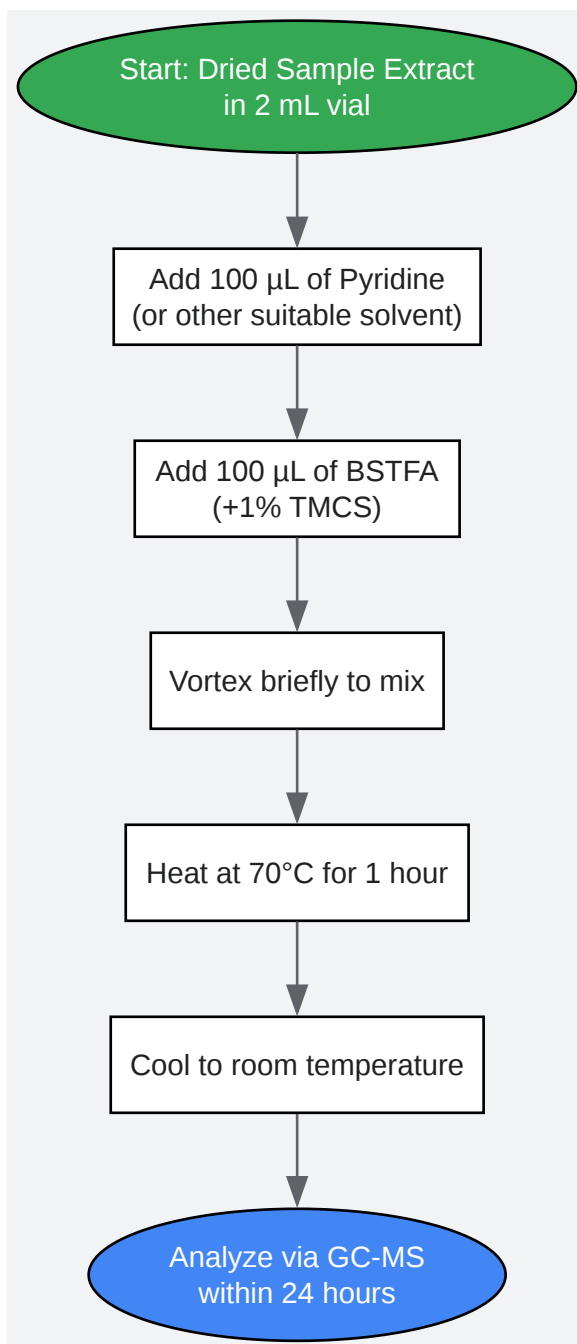 Start: Dried Sample Extract
in 2 mL vial
Add 100 µL of Pyridine
(or other suitable solvent)
Add 100 µL of BSTFA
(+1% TMCS)
Vortex briefly to mix
Heat at 70°C for 1 hour
Cool to room temperature
Analyze via GC-MS
within 24 hours